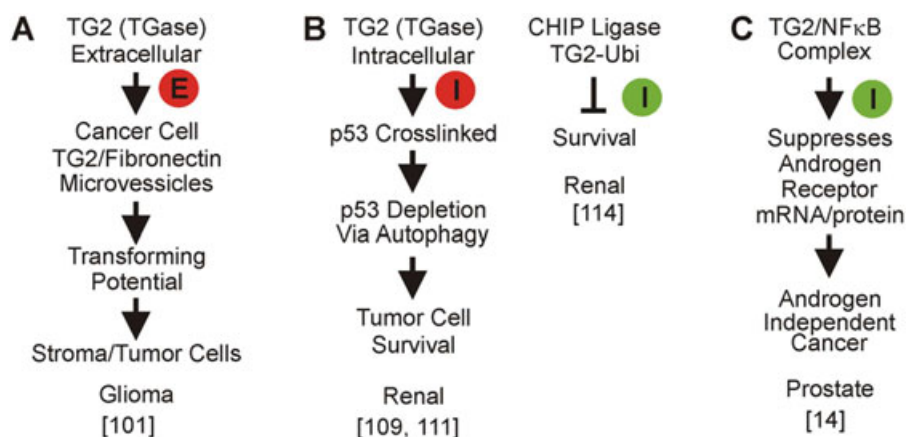 A
TG2 (TGase)
Extracellular
E
Cancer Cell
TG2/Fibronectin
Microvessicles
Transforming
Potential
Stroma/Tumor Cells
Glioma
[101]
B
TG2 (TGase)
Intracellular
I
p53 Crosslinked
p53 Depletion
Via Autophagy
Tumor Cell
Survival
Renal
[109, 111]
CHIP Ligase
TG2-Ubi
I
Survival
Renal
[114]
C
TG2/NFκB
Complex
I
Suppresses
Androgen
Receptor
mRNA/protein
Androgen
Independent
Cancer
Prostate
[14]